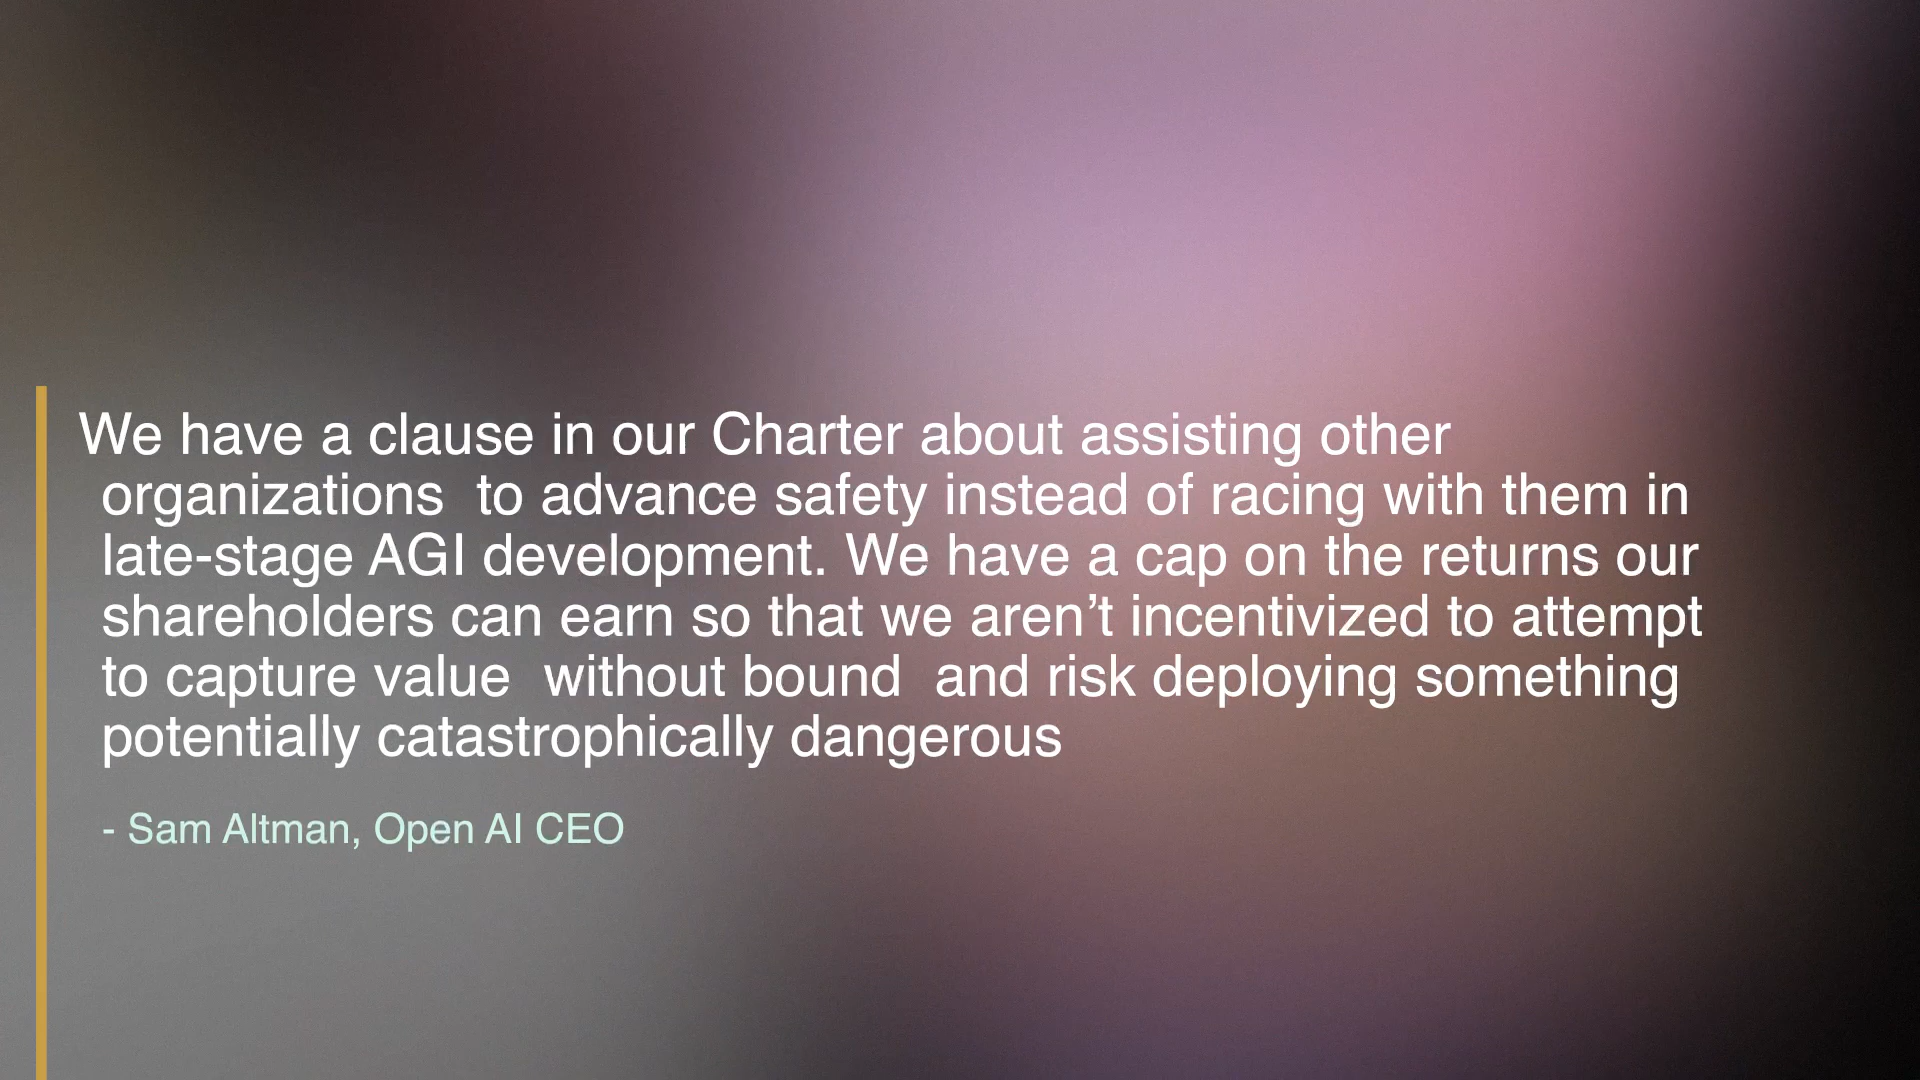 We have a clause in our Charter about assisting other
organizations  to advance safety instead of racing with them in
late-stage AGI development. We have a cap on the returns our
shareholders can earn so that we aren’t incentivized to attempt
to capture value  without bound  and risk deploying something
potentially catastrophically dangerous
- Sam Altman, Open AI CEO